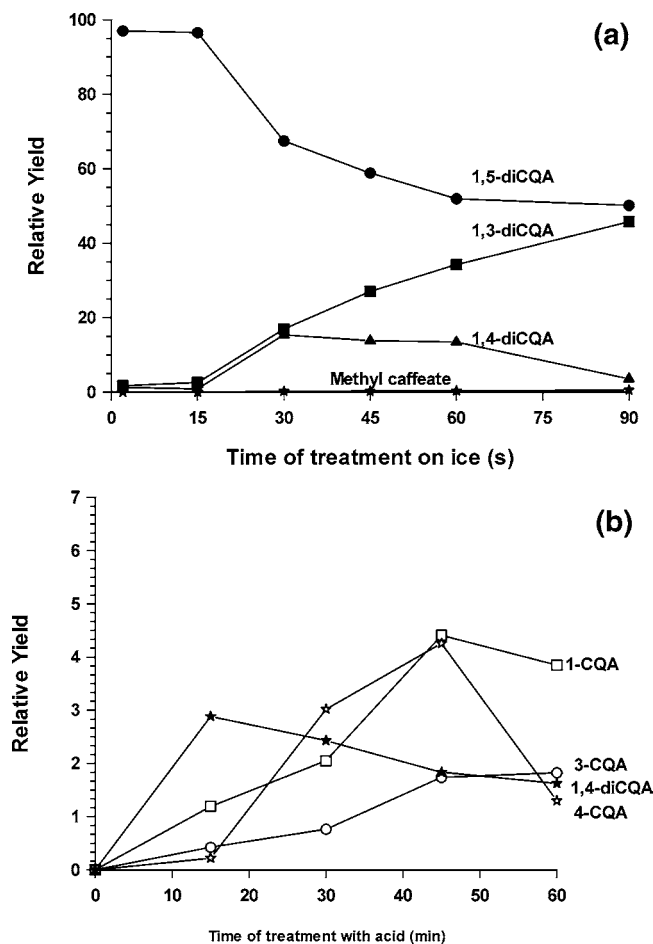 (a)
100
80
60
40
20
0
Relative Yield
1,5-diCQA
1,3-diCQA
1,4-diCQA
Methyl caffeate
0 15 30 45 60 75 90
Time of treatment on ice (s)
(b)
7
6
5
4
3
2
1
0
Relative Yield
1-CQA
3-CQA
1,4-diCQA
4-CQA
0 10 20 30 40 50 60
Time of treatment with acid (min)